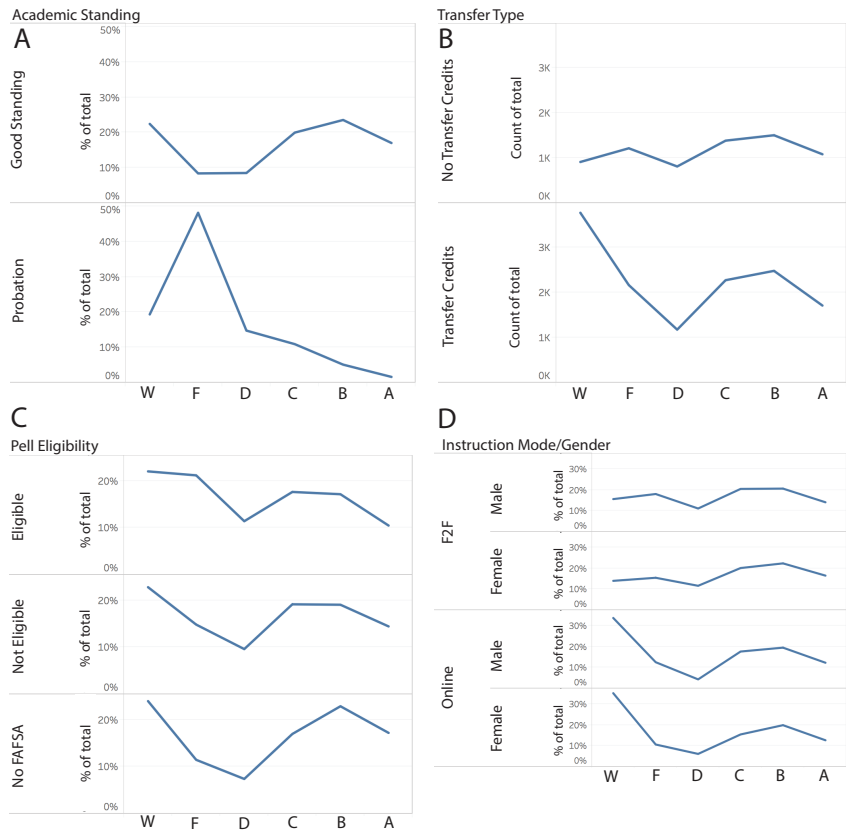 Academic Standing
A
Good Standing
% of total
50%
40%
30%
20%
10%
0%
Probation
% of total
50%
40%
30%
20%
10%
0%
W F D C B A
Transfer Type
B
No Transfer Credits
Count of total
3K
2K
1K
0K
Transfer Credits
Count of total
3K
2K
1K
0K
W F D C B A
C
Pell Eligibility
Eligible
% of total
20%
10%
0%
Not Eligible
% of total
20%
10%
0%
No FAFSA
% of total
20%
10%
0%
W F D C B A
D
Instruction Mode/Gender
F2F
Male
% of total
30%
20%
10%
0%
Female
% of total
30%
20%
10%
0%
Online
Male
% of total
30%
20%
10%
0%
Female
% of total
30%
20%
10%
0%
W F D C B A